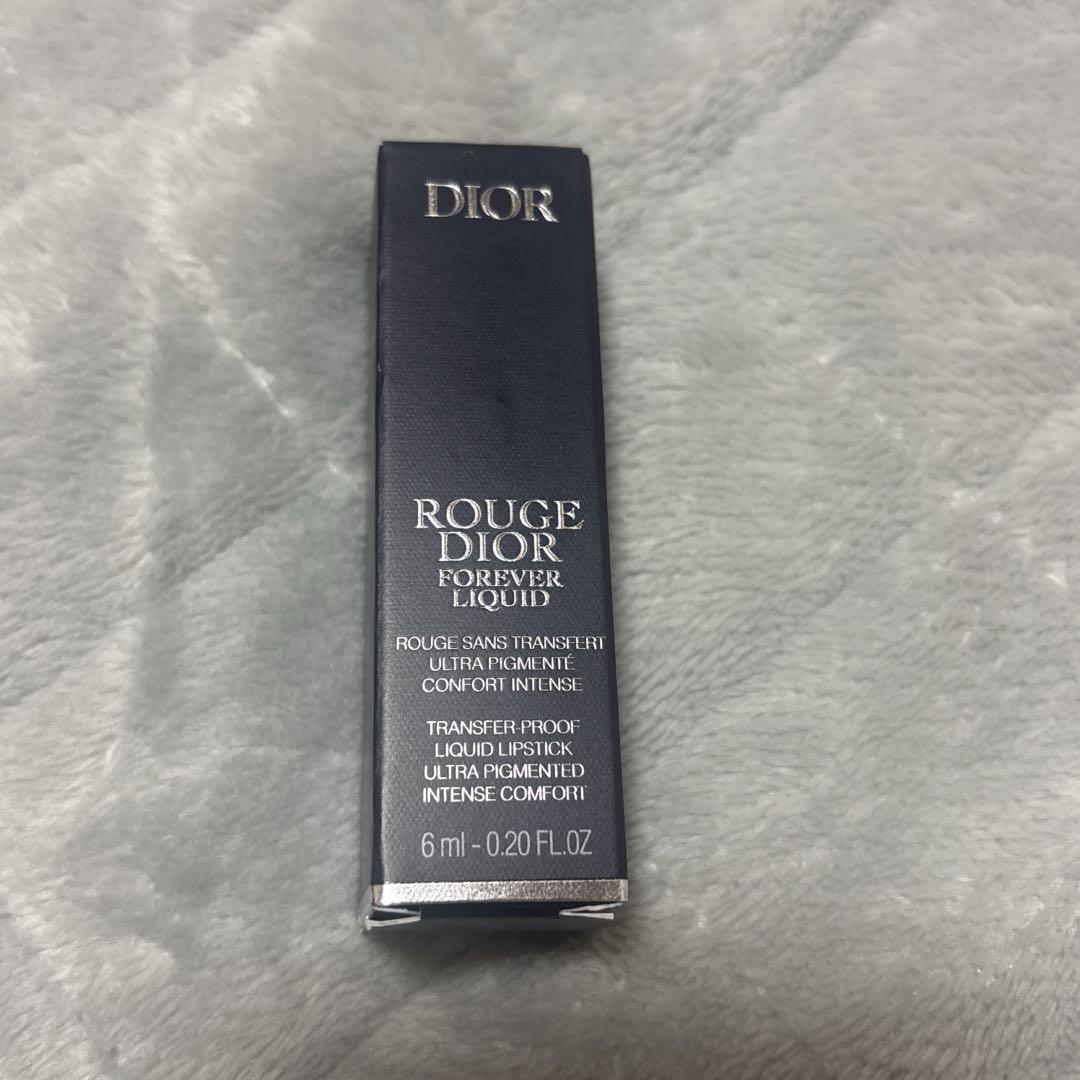 DIOR
ROUGE
DIOR
FOREVER
LIQUID
ROUGE SANS TRANSFERT
ULTRA PIGMENTÉ
CONFORT INTENSE
TRANSFER-PROOF
LIQUID LIPSTICK
ULTRA PIGMENTED
INTENSE COMFORT
6 ml - 0.20 FL.OZ